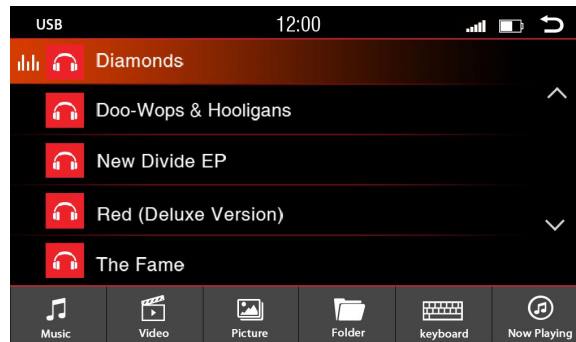 USB 12:00
Diamonds
Doo-Wops & Hooligans
New Divide EP
Red (Deluxe Version)
The Fame
Music Video Picture Folder keyboard Now Playing